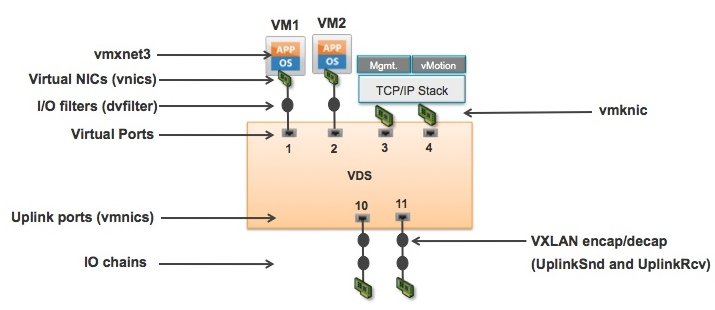 VM1 VM2
APP APP
OS OS
vmxnet3
Virtual NICs (vnics)
Mgmt. vMotion
TCP/IP Stack
I/O filters (dvfilter)
vmknic
Virtual Ports
1 2 3 4
VDS
Uplink ports (vmnics)
10 11
VXLAN encap/decap
(UplinkSnd and UplinkRcv)
IO chains